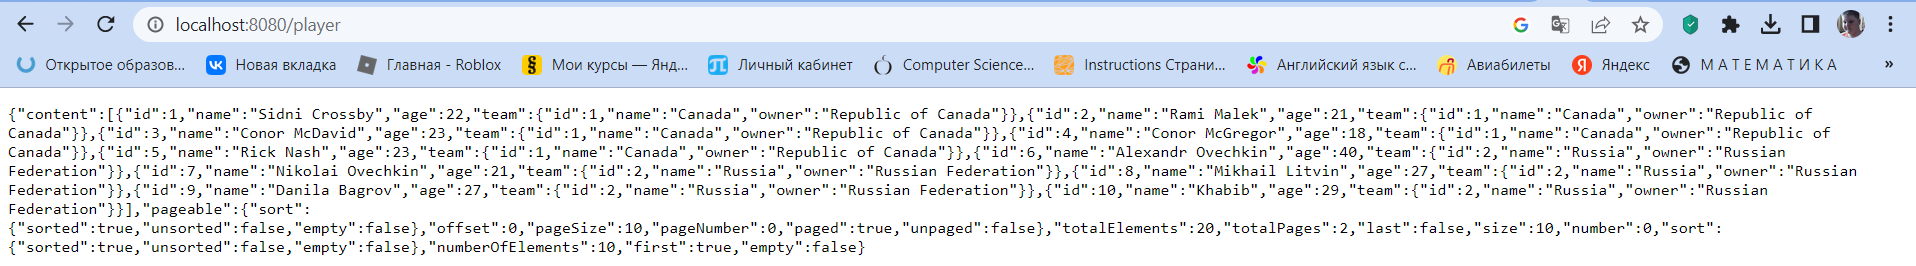 localhost:8080/player
Открытое образов...
Новая вкладка
Главная - Roblox
Мои курсы — Янд...
Личный кабинет
Computer Science...
Instructions Страни...
Английский язык с...
Авиабилеты
Яндекс
М А Т Е М А Т И К А
»
{"content":[{"id":1,"name":"Sidni Crossby","age":22,"team":{"id":1,"name":"Canada","owner":"Republic of Canada"}},{"id":2,"name":"Rami Malek","age":21,"team":{"id":1,"name":"Canada","owner":"Republic of
Canada"}},{"id":3,"name":"Conor McDavid","age":23,"team":{"id":1,"name":"Canada","owner":"Republic of Canada"}},{"id":4,"name":"Conor McGregor","age":18,"team":{"id":1,"name":"Canada","owner":"Republic of
Canada"}},{"id":5,"name":"Rick Nash","age":23,"team":{"id":1,"name":"Canada","owner":"Republic of Canada"}},{"id":6,"name":"Alexandr Ovechkin","age":40,"team":{"id":2,"name":"Russia","owner":"Russian
Federation"}},{"id":7,"name":"Nikolai Ovechkin","age":21,"team":{"id":2,"name":"Russia","owner":"Russian Federation"}},{"id":8,"name":"Mikhail Litvin","age":27,"team":{"id":2,"name":"Russia","owner":"Russian
Federation"}},{"id":9,"name":"Danila Bagrov","age":27,"team":{"id":2,"name":"Russia","owner":"Russian Federation"}},{"id":10,"name":"Khabib","age":29,"team":{"id":2,"name":"Russia","owner":"Russian
Federation"}}],"pageable":{"sort":
{"sorted":true,"unsorted":false,"empty":false},"offset":0,"pageSize":10,"pageNumber":0,"paged":true,"unpaged":false},"totalElements":20,"totalPages":2,"last":false,"size":10,"number":0,"sort":
{"sorted":true,"unsorted":false,"empty":false},"numberOfElements":10,"first":true,"empty":false}